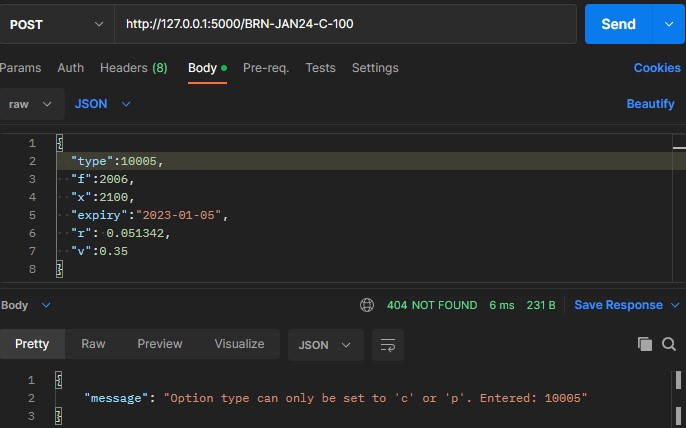 POST http://127.0.0.1:5000/BRN-JAN24-C-100 Send
Params Auth Headers (8) Body Pre-req. Tests Settings Cookies
raw JSON Beautify
1 {
2 "type":10005,
3 "f":2006,
4 "x":2100,
5 "expiry":"2023-01-05",
6 "r": 0.051342,
7 "v":0.35
8 }
Body 404 NOT FOUND 6 ms 231 B Save Response
Pretty Raw Preview Visualize JSON
1 {
2 "message": "Option type can only be set to 'c' or 'p'. Entered: 10005"
3 }